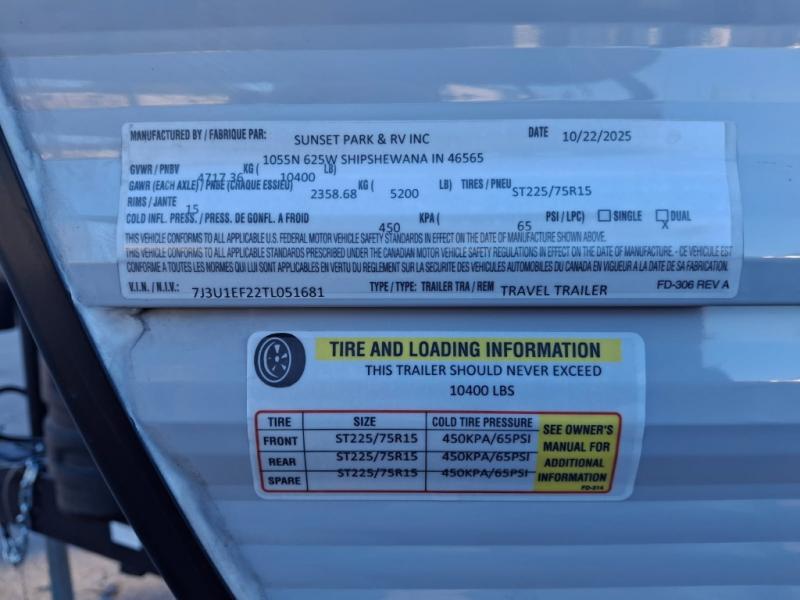 MANUFACTURED BY / FABRIQUE PAR: SUNSET PARK & RV INC DATE 10/22/2025
1055N 625W SHIPSHEWANA IN 46565
GVWR / PNBV 4717.36 KG ( 10400 LB)
GAWR (EACH AXLE) / PNBE (CHAQUE ESSIEU) 2358.68 KG ( 5200 LB) TIRES / PNEU ST225/75R15
RIMS / JANTE 15
COLD INFL. PRESS. / PRESS. DE GONFL. A FROID 450 KPA ( 65 PSI / LPC) SINGLE X DUAL
THIS VEHICLE CONFORMS TO ALL APPLICABLE U.S. FEDERAL MOTOR VEHICLE SAFETY STANDARDS IN EFFECT ON THE DATE OF MANUFACTURE SHOWN ABOVE.
THIS VEHICLE CONFORMS TO ALL APPLICABLE STANDARDS PRESCRIBED UNDER THE CANADIAN MOTOR VEHICLE SAFETY REGULATIONS IN EFFECT ON THE DATE OF MANUFACTURE. - CE VEHICULE EST
CONFORME A TOUTES LES NORMES QUI LUI SONT APPLICABLES EN VERTU DU REGLEMENT SUR LA SECURITE DES VEHICULES AUTOMOBILES DU CANADA EN VIGUEUR A LA DATE DE SA FABRICATION.
V.I.N. / N.I.V.: 7J3U1EF22TL051681 TYPE / TYPE: TRAILER TRA / REM TRAVEL TRAILER FD-306 REV A
TIRE AND LOADING INFORMATION
THIS TRAILER SHOULD NEVER EXCEED
10400 LBS
TIRE SIZE COLD TIRE PRESSURE
FRONT ST225/75R15 450KPA/65PSI
REAR ST225/75R15 450KPA/65PSI
SPARE ST225/75R15 450KPA/65PSI
SEE OWNER'S
MANUAL FOR
ADDITIONAL
INFORMATION
FD-314